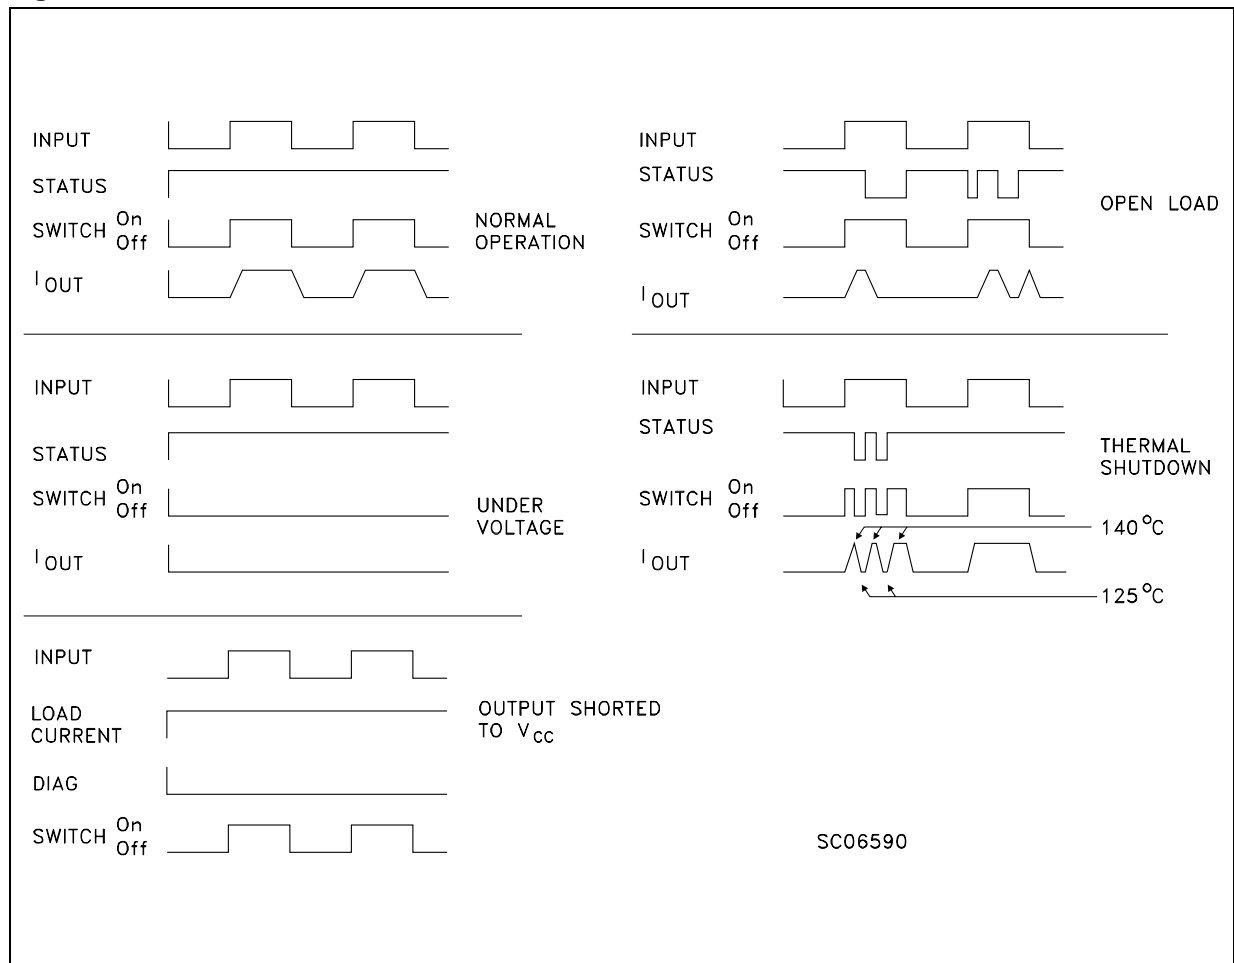 INPUT
STATUS
SWITCH On
Off
I OUT
NORMAL
OPERATION
INPUT
STATUS
SWITCH On
Off
I OUT
OPEN LOAD
INPUT
STATUS
SWITCH On
Off
I OUT
UNDER
VOLTAGE
INPUT
STATUS
SWITCH On
Off
I OUT
THERMAL
SHUTDOWN
140 °C
125 °C
INPUT
LOAD
CURRENT
DIAG
SWITCH On
Off
OUTPUT SHORTED
TO VCC
SC06590